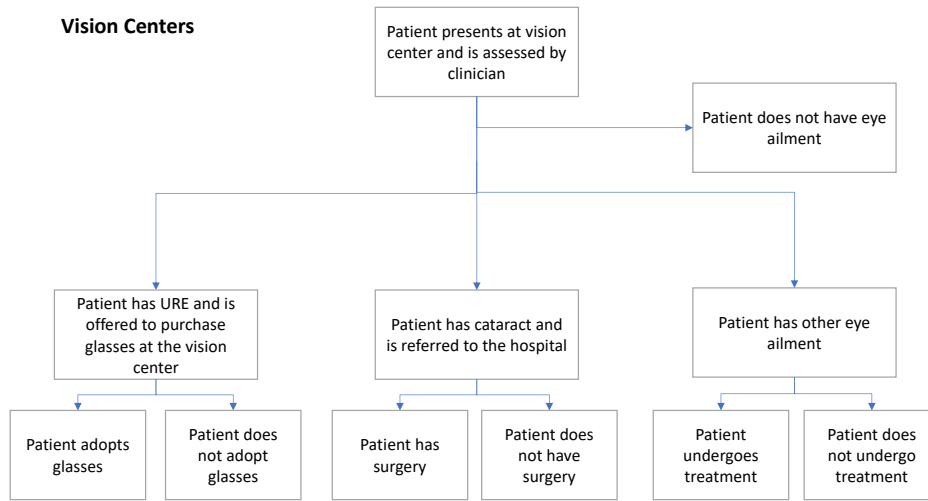 Vision Centers
Patient presents at vision
center and is assessed by
clinician
Patient does not have eye
ailment
Patient has URE and is
offered to purchase
glasses at the vision
center
Patient has cataract and
is referred to the hospital
Patient has other eye
ailment
Patient adopts
glasses
Patient does
not adopt
glasses
Patient has
surgery
Patient does
not have
surgery
Patient
undergoes
treatment
Patient does
not undergo
treatment